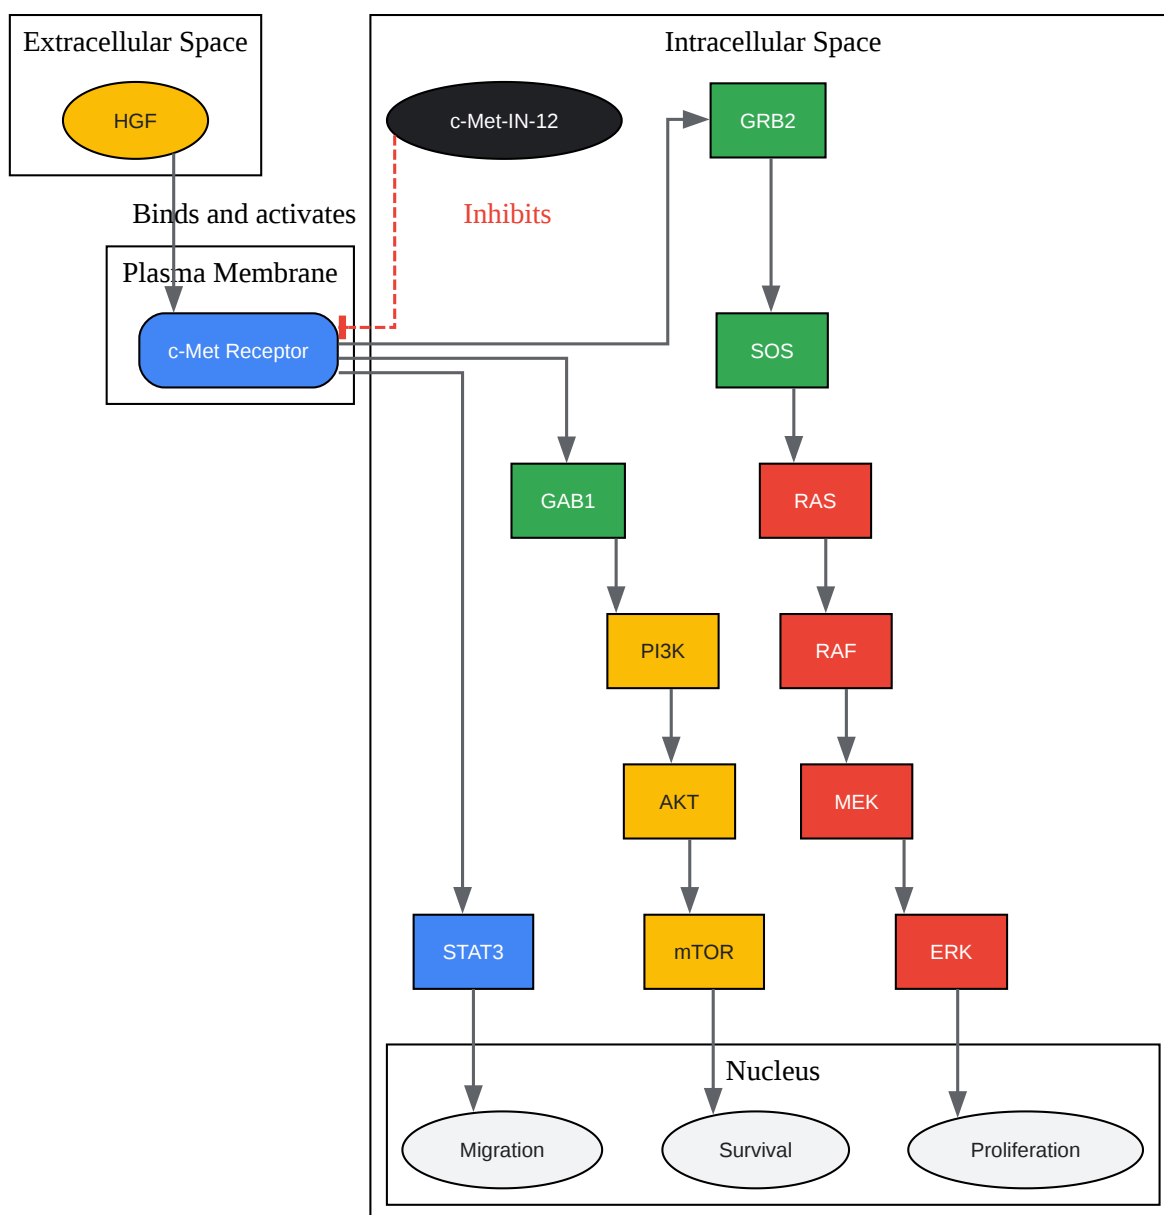 Extracellular Space
Intracellular Space
HGF
c-Met-IN-12
GRB2
Binds and activates
Inhibits
Plasma Membrane
c-Met Receptor
SOS
GAB1
RAS
PI3K
RAF
AKT
MEK
STAT3
mTOR
ERK
Nucleus
Migration
Survival
Proliferation